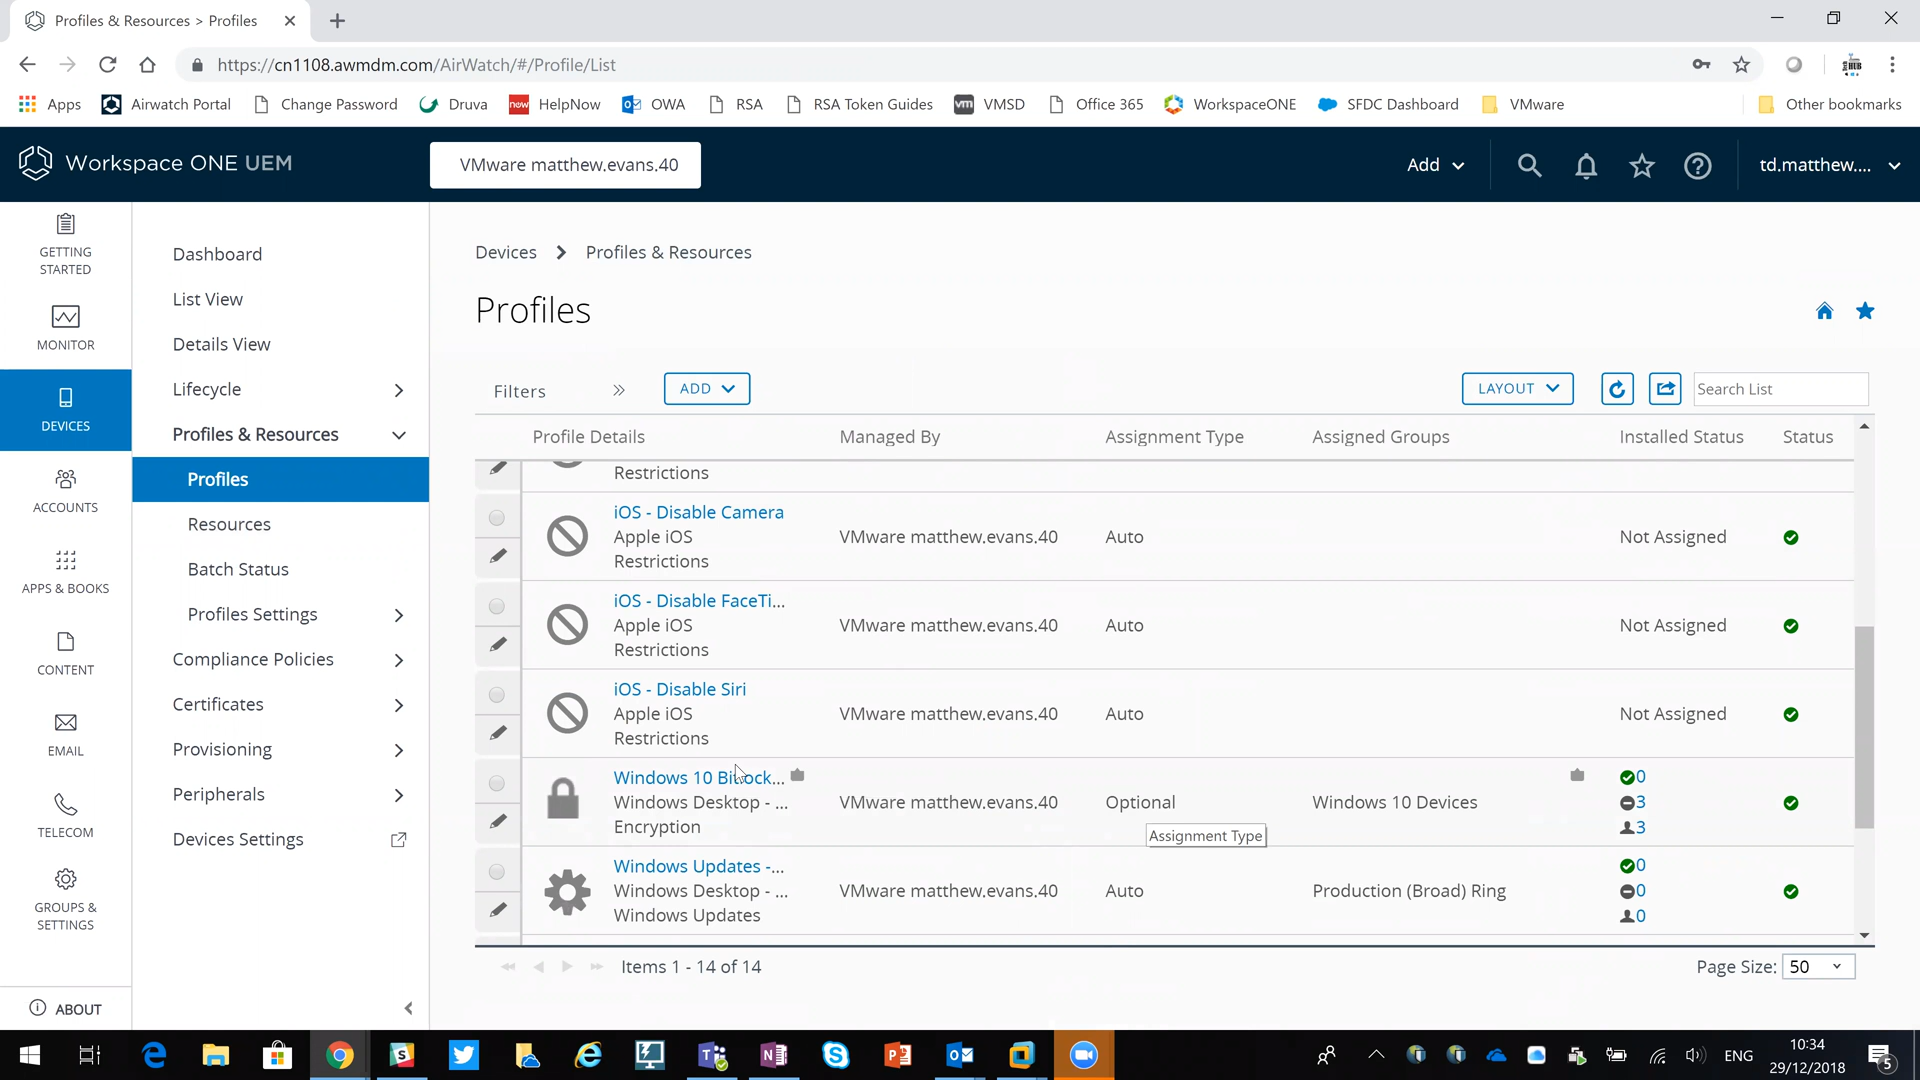 Profiles & Resources > Profiles
https://cn1108.awmdm.com/AirWatch/#/Profile/List
Apps
Airwatch Portal
Change Password
Druva
new
HelpNow
OWA
RSA
RSA Token Guides
vm
VMSD
Office 365
WorkspaceONE
SFDC Dashboard
VMware
Other bookmarks
Workspace ONE UEM
VMware matthew.evans.40
Add
td.matthew....
GETTING
STARTED
MONITOR
DEVICES
ACCOUNTS
APPS & BOOKS
CONTENT
EMAIL
TELECOM
GROUPS &
SETTINGS
ABOUT
Dashboard
List View
Details View
Lifecycle
Profiles & Resources
Profiles
Resources
Batch Status
Profiles Settings
Compliance Policies
Certificates
Provisioning
Peripherals
Devices Settings
Devices
Profiles & Resources
Profiles
Filters
ADD
LAYOUT
Search List
Profile Details
Managed By
Assignment Type
Assigned Groups
Installed Status
Status
Restrictions
iOS - Disable Camera
Apple iOS
Restrictions
VMware matthew.evans.40
Auto
Not Assigned
iOS - Disable FaceTi...
Apple iOS
Restrictions
VMware matthew.evans.40
Auto
Not Assigned
iOS - Disable Siri
Apple iOS
Restrictions
VMware matthew.evans.40
Auto
Not Assigned
Windows 10 Bitlock...
Windows Desktop - ...
Encryption
VMware matthew.evans.40
Optional
Windows 10 Devices
0
3
3
Assignment Type
Windows Updates -...
Windows Desktop - ...
Windows Updates
VMware matthew.evans.40
Auto
Production (Broad) Ring
0
0
0
Items 1 - 14 of 14
Page Size:
50
ENG
10:34
29/12/2018
5